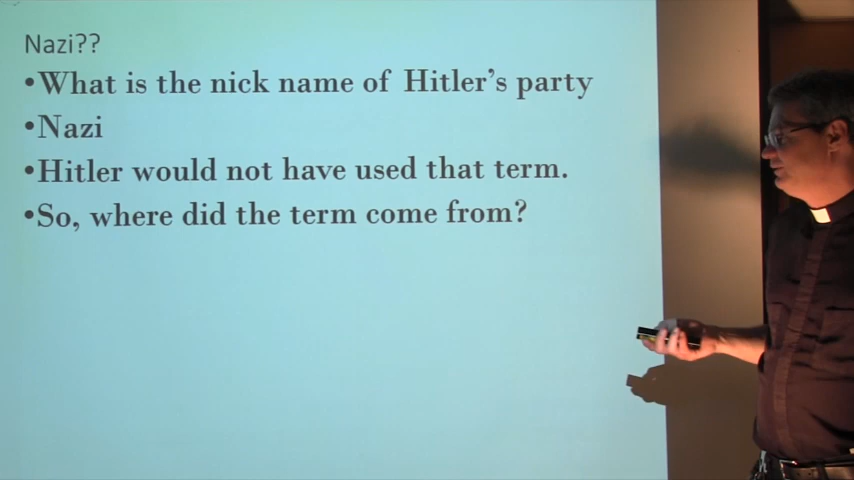 Nazi??
•What is the nick name of Hitler's party
•Nazi
•Hitler would not have used that term.
•So, where did the term come from?